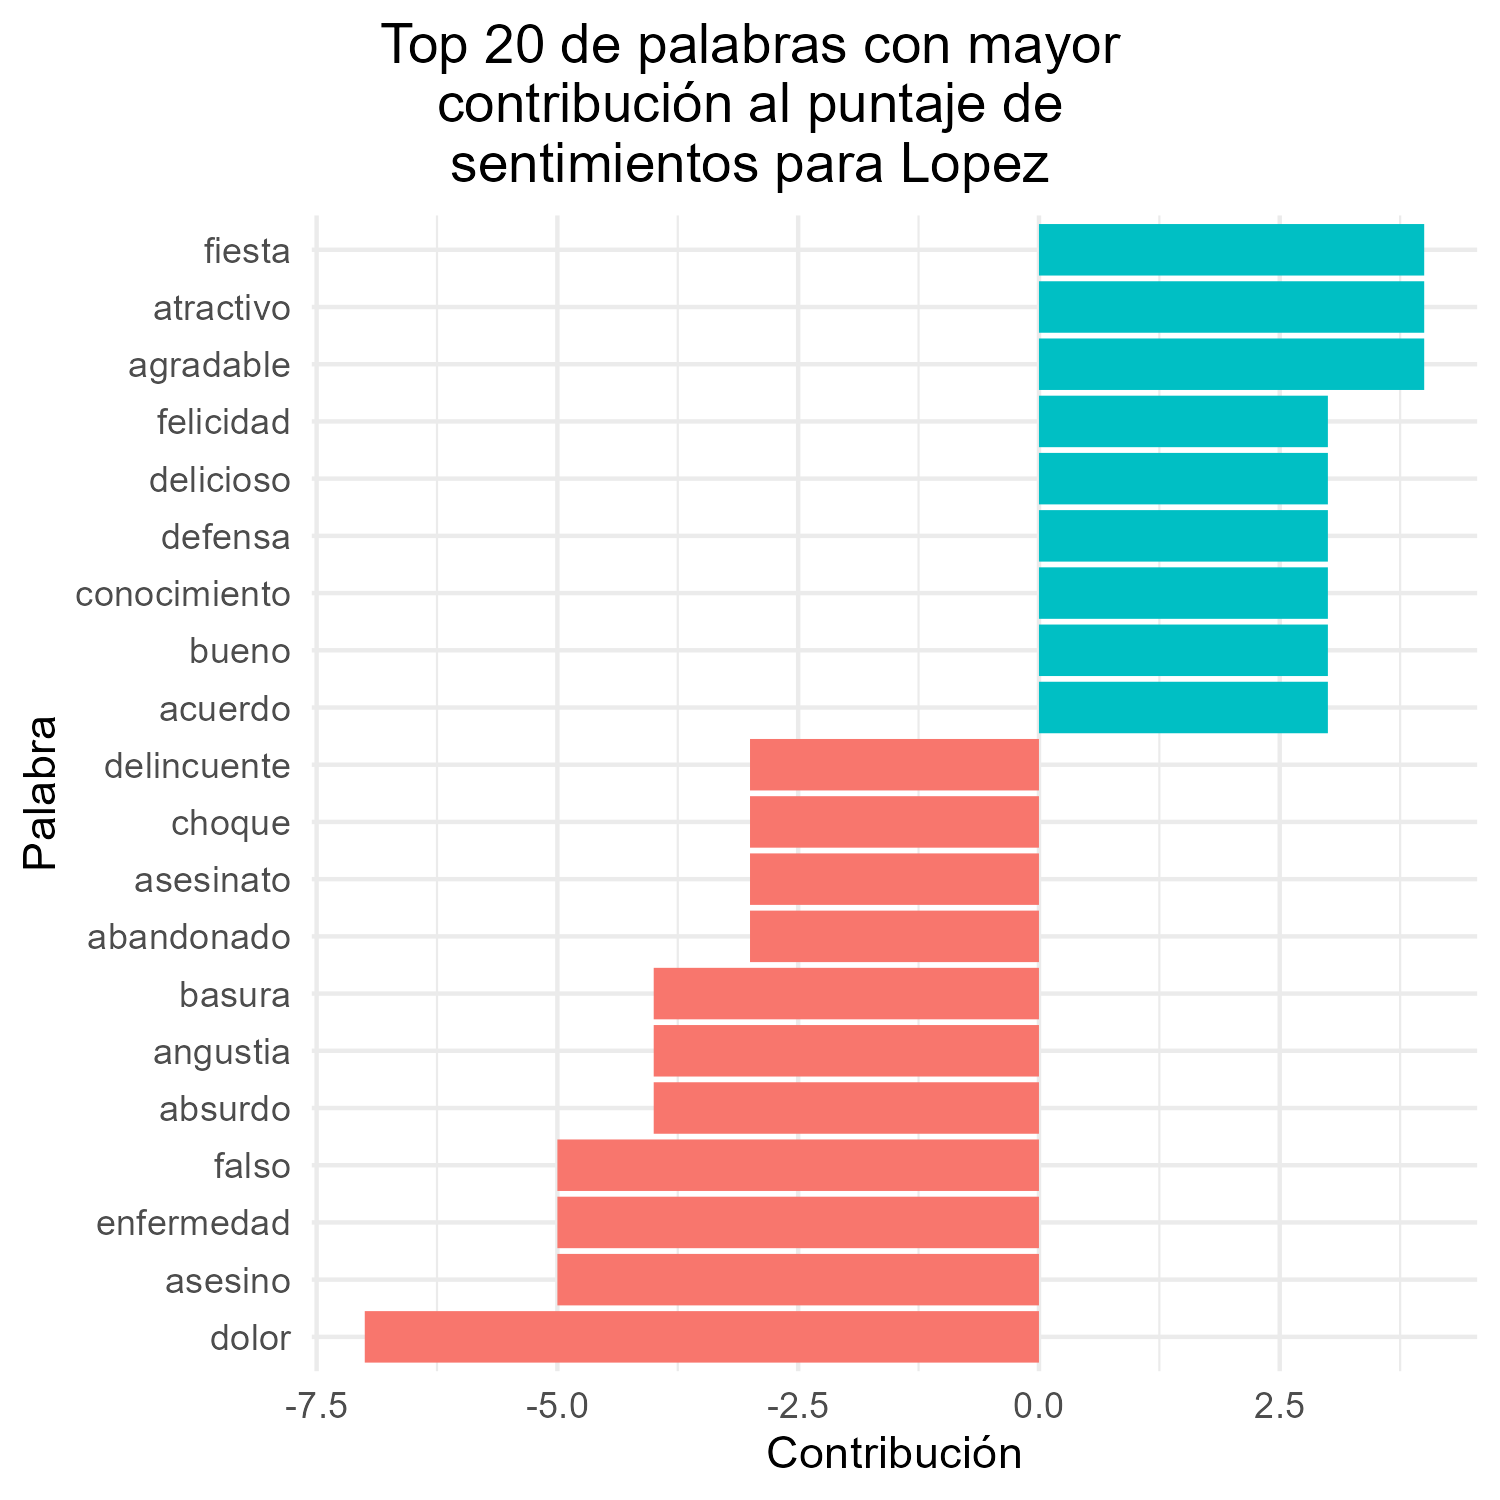 Top 20 de palabras con mayor
contribución al puntaje de
sentimientos para Lopez
fiesta
atractivo
agradable
felicidad
delicioso
defensa
conocimiento
bueno
acuerdo
delincuente
choque
asesinato
abandonado
basura
angustia
absurdo
falso
enfermedad
asesino
dolor
Palabra
-7.5 -5.0 -2.5 0.0 2.5
Contribución